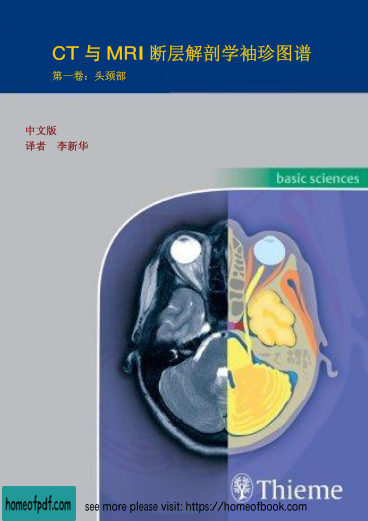 CT 与 MRI 断层解剖学袖珍图谱
第一卷：头颈部
中文版
译者 李新华
basic sciences
Thieme
homeofpdf.com
see more please visit: https://homeofbook.com